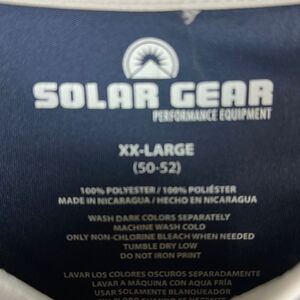 SOLAR GEAR
PERFORMANCE EQUIPMENT
XX-LARGE
(50-52)
100% POLYESTER / 100% POLIÉSTER
MADE IN NICARAGUA / HECHO EN NICARAGUA
WASH DARK COLORS SEPARATELY
MACHINE WASH COLD
ONLY NON-CHLORINE BLEACH WHEN NEEDED
TUMBLE DRY LOW
DO NOT IRON PRINT
LAVAR LOS COLORES OSCUROS SEPARADAMENTE
LAVAR A MÁQUINA CON AQUA FRÍA
USAR SOLAMENTE BLANQUEADOR